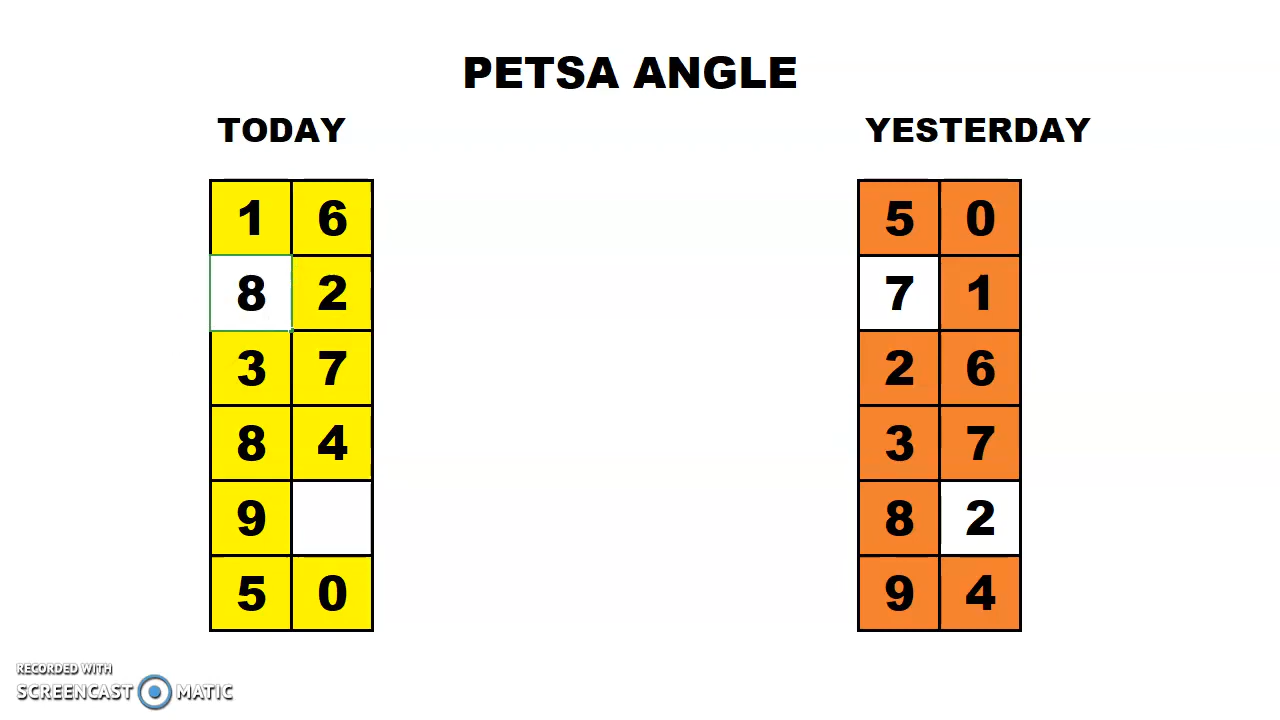 PETSA ANGLE
TODAY YESTERDAY
1 6 5 0
8 2 7 1
3 7 2 6
8 4 3 7
9 8 2
5 0 9 4
RECORDED WITH
SCREENCAST MATIC